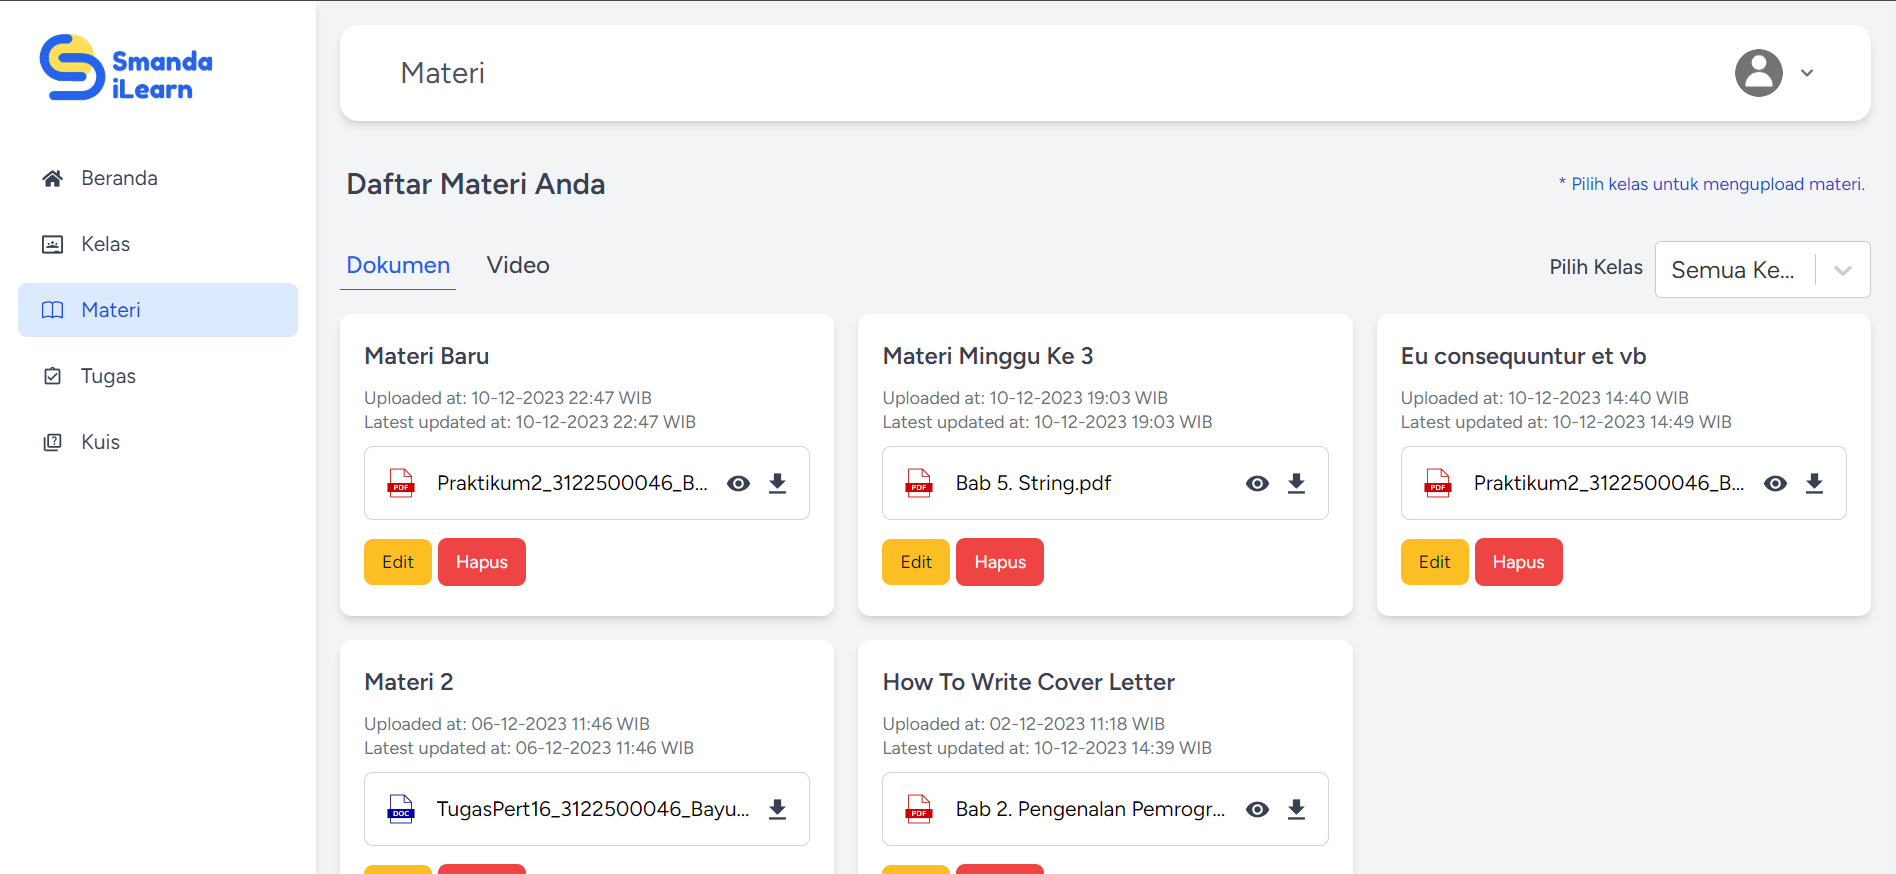 Smanda
iLearn
Materi
Beranda
Kelas
Materi
Tugas
Kuis
Daftar Materi Anda
* Pilih kelas untuk mengupload materi.
Dokumen
Video
Pilih Kelas
Semua Ke...
Materi Baru
Uploaded at: 10-12-2023 22:47 WIB
Latest updated at: 10-12-2023 22:47 WIB
PDF
Praktikum2_3122500046_B...
Edit
Hapus
Materi Minggu Ke 3
Uploaded at: 10-12-2023 19:03 WIB
Latest updated at: 10-12-2023 19:03 WIB
PDF
Bab 5. String.pdf
Edit
Hapus
Eu consequuntur et vb
Uploaded at: 10-12-2023 14:40 WIB
Latest updated at: 10-12-2023 14:49 WIB
PDF
Praktikum2_3122500046_B...
Edit
Hapus
Materi 2
Uploaded at: 06-12-2023 11:46 WIB
Latest updated at: 06-12-2023 11:46 WIB
DOC
TugasPert16_3122500046_Bayu...
How To Write Cover Letter
Uploaded at: 02-12-2023 11:18 WIB
Latest updated at: 10-12-2023 14:39 WIB
PDF
Bab 2. Pengenalan Pemrogr...